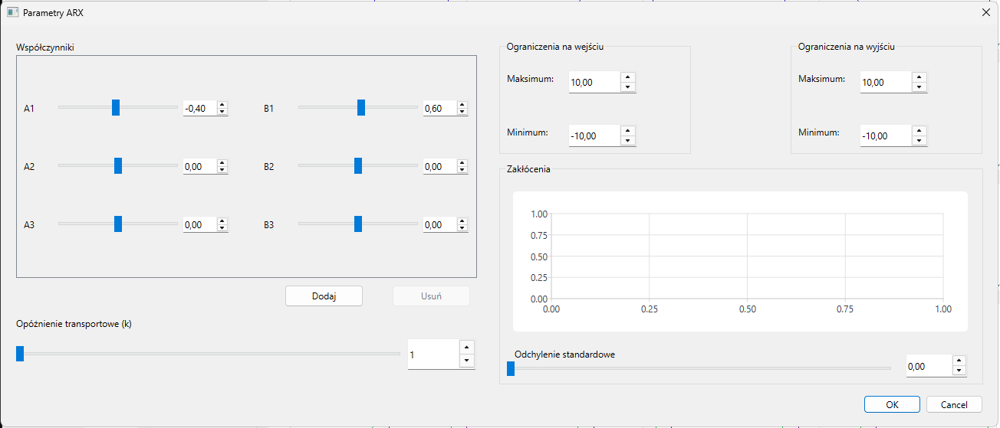 Parametry ARX
Współczynniki
A1 -0,40 B1 0,60
A2 0,00 B2 0,00
A3 0,00 B3 0,00
Dodaj Usuń
Opóźnienie transportowe (k)
1
Ograniczenia na wejściu
Maksimum: 10,00
Minimum: -10,00
Ograniczenia na wyjściu
Maksimum: 10,00
Minimum: -10,00
Zakłócenia
1.00
0.75
0.50
0.25
0.00
0.00 0.25 0.50 0.75 1.00
Odchylenie standardowe
0,00
OK Cancel